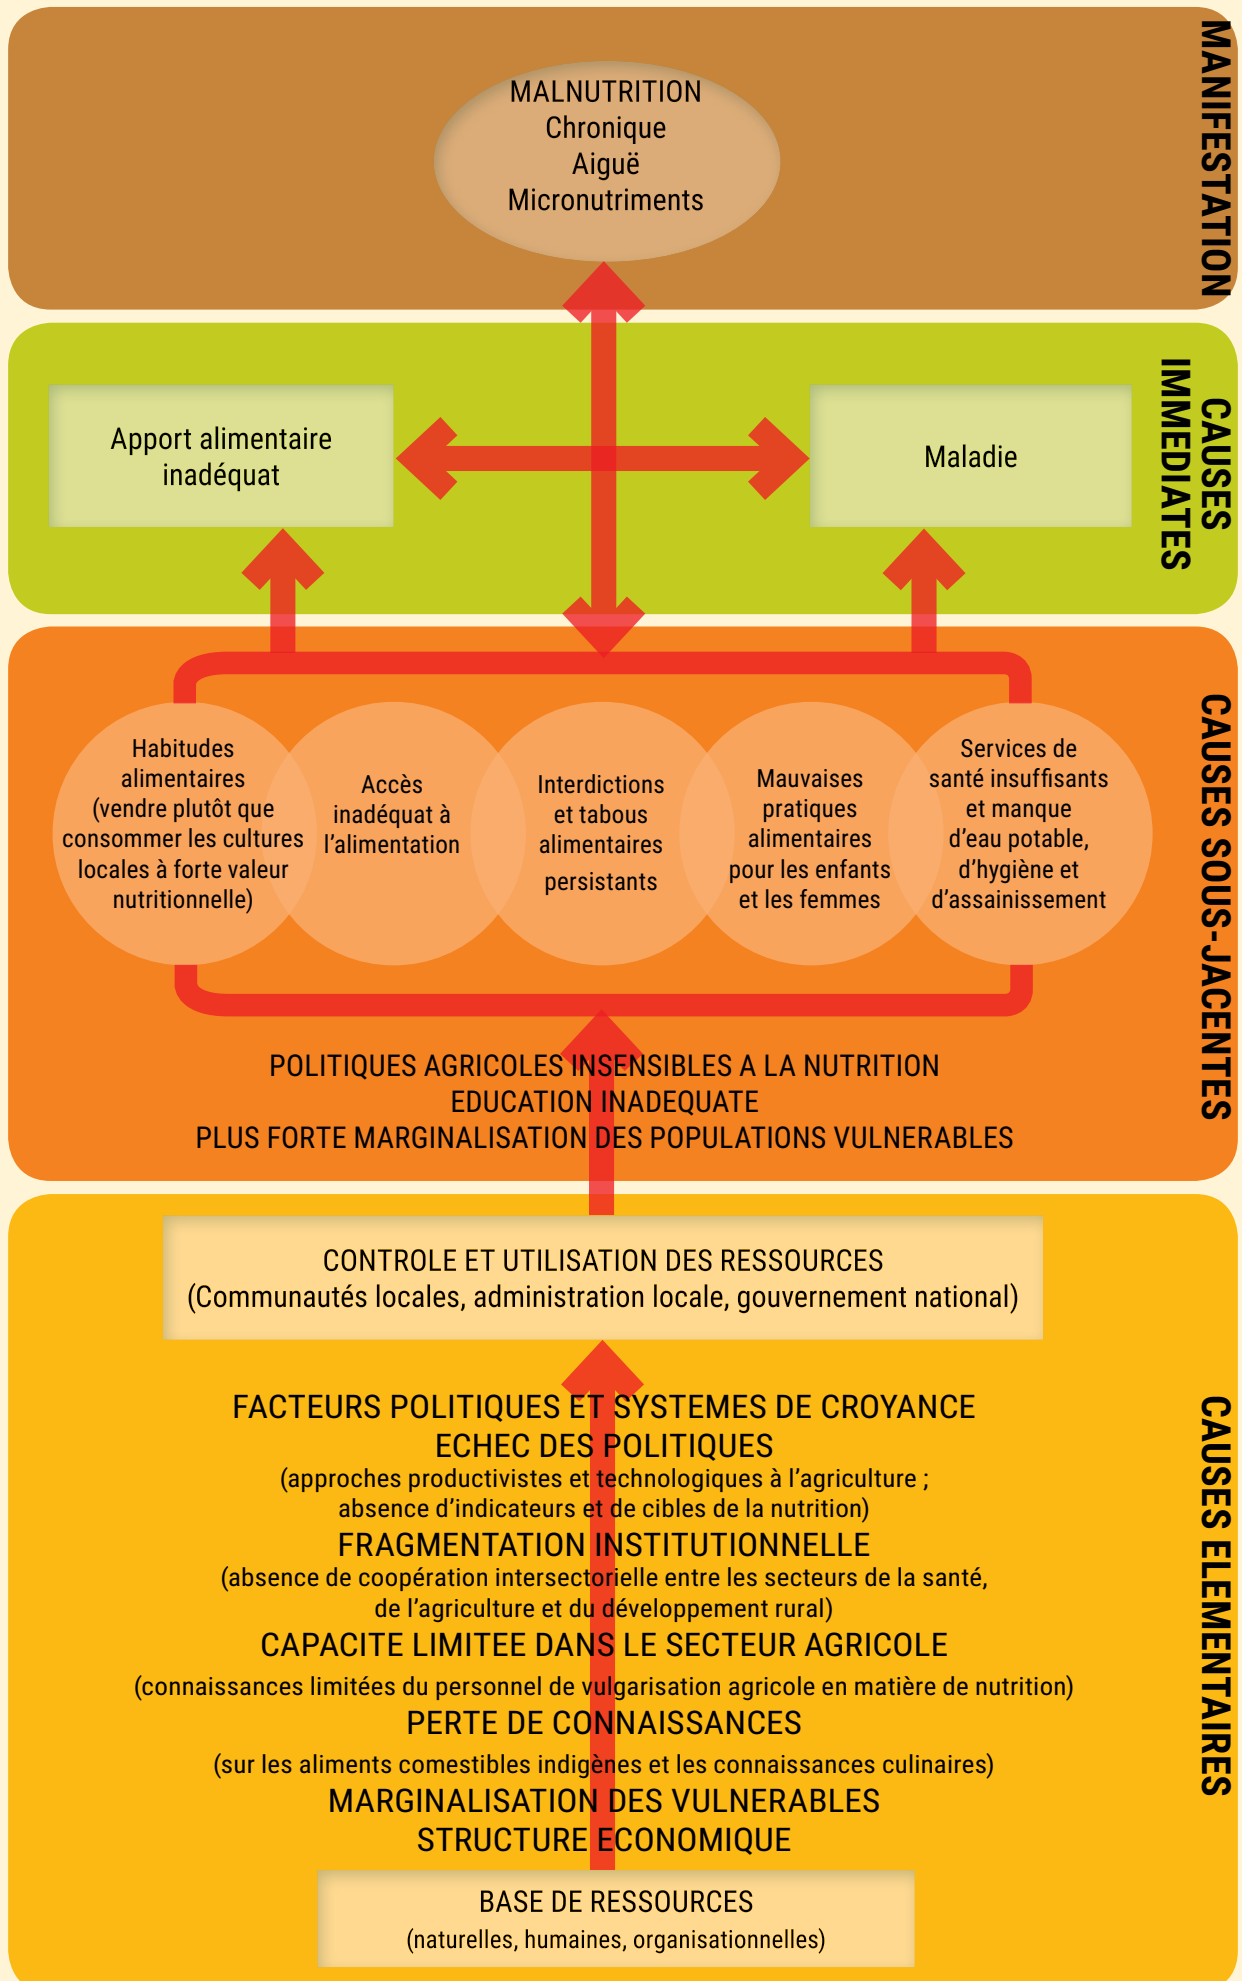 MANIFESTATION
MALNUTRITION
Chronique
Aiguë
Micronutriments
CAUSES
IMMEDIATES
Apport alimentaire
inadéquat
Maladie
CAUSES SOUS-JACENTES
Habitudes
alimentaires
(vendre plutôt que
consommer les cultures
locales à forte valeur
nutritionnelle)
Accès
inadéquat à
l’alimentation
Interdictions
et tabous
alimentaires
persistants
Mauvaises
pratiques
alimentaires
pour les enfants
et les femmes
Services de
santé insuffisants
et manque
d’eau potable,
d’hygiène et
d’assainissement
POLITIQUES AGRICOLES INSENSIBLES A LA NUTRITION
EDUCATION INADEQUATE
PLUS FORTE MARGINALISATION DES POPULATIONS VULNERABLES
CAUSES ELEMENTAIRES
CONTROLE ET UTILISATION DES RESSOURCES
(Communautés locales, administration locale, gouvernement national)
FACTEURS POLITIQUES ET SYSTEMES DE CROYANCE
ECHEC DES POLITIQUES
(approches productivistes et technologiques à l’agriculture ;
absence d’indicateurs et de cibles de la nutrition)
FRAGMENTATION INSTITUTIONNELLE
(absence de coopération intersectorielle entre les secteurs de la santé,
de l’agriculture et du développement rural)
CAPACITE LIMITEE DANS LE SECTEUR AGRICOLE
(connaissances limitées du personnel de vulgarisation agricole en matière de nutrition)
PERTE DE CONNAISSANCES
(sur les aliments comestibles indigènes et les connaissances culinaires)
MARGINALISATION DES VULNERABLES
STRUCTURE ECONOMIQUE
BASE DE RESSOURCES
(naturelles, humaines, organisationnelles)